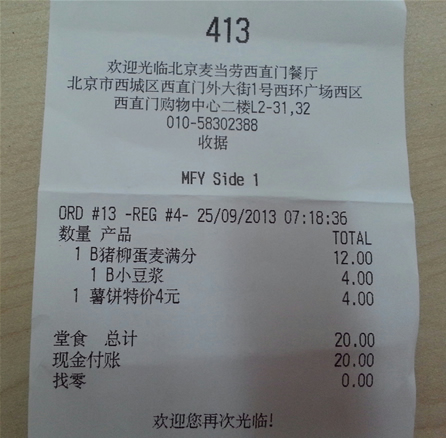 413
欢迎光临北京麦当劳西直门餐厅
北京市西城区西直门外大街1号西环广场西区
西直门购物中心二楼L2-31,32
010-58302388
收据
MFY Side 1
ORD #13 -REG #4- 25/09/2013 07:18:36
数量 产品 TOTAL
1 B猪柳蛋麦满分 12.00
1 B小豆浆 4.00
1 薯饼特价4元 4.00
堂食 总计 20.00
现金付账 20.00
找零 0.00
欢迎您再次光临!